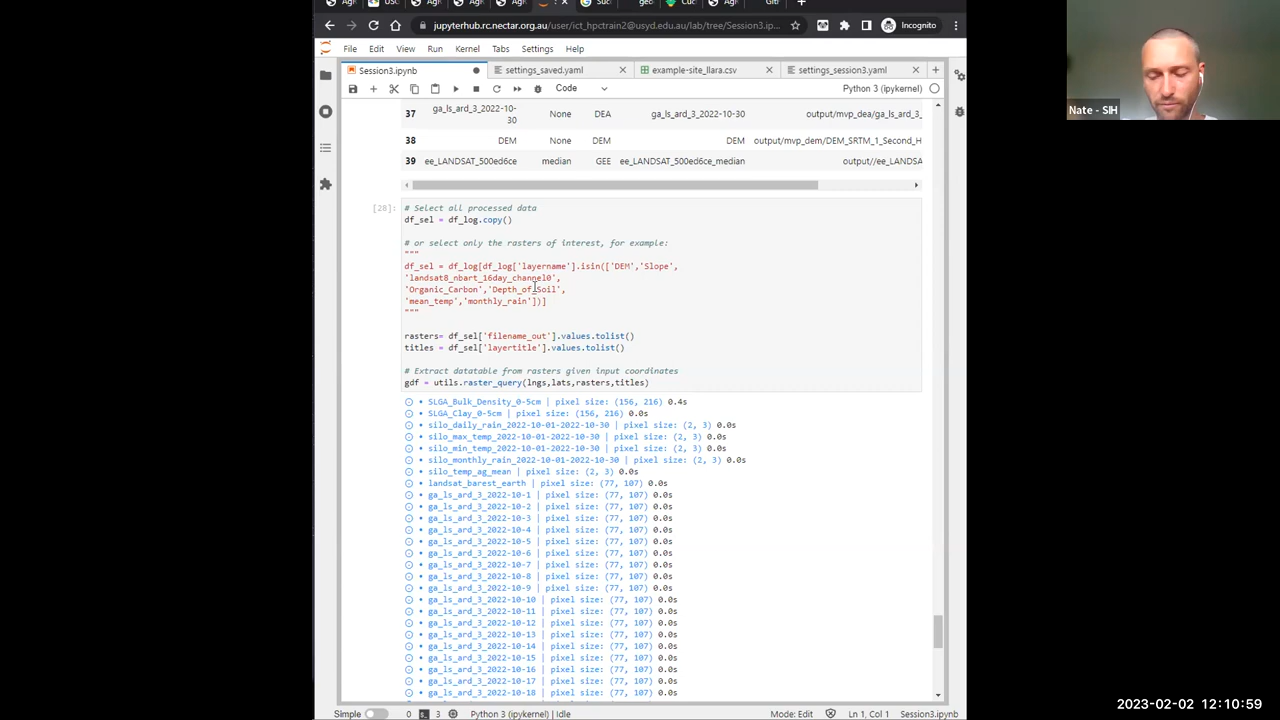 jupyterhub.rc.nectar.org.au/user/ict_hpctrain2@usyd.edu.au/lab/tree/Session3.ipynb
Incognito
File Edit View Run Kernel Tabs Settings Help
Session3.ipynb settings_saved.yaml example-site_llara.csv settings_session3.yaml
Code Python 3 (ipykernel)
37 ga_ls_ard_3_2022-10-30 None DEA ga_ls_ard_3_2022-10-30 output/mvp_dea/ga_ls_ard_3_
38 DEM None DEM DEM output/mvp_dem/DEM_SRTM_1_Second_H
39 ee_LANDSAT_500ed6ce median GEE ee_LANDSAT_500ed6ce_median output//ee_LANDSA
[28]:
# Select all processed data
df_sel = df_log.copy()
# or select only the rasters of interest, for example:
"""
df_sel = df_log[df_log['layername'].isin(['DEM','Slope',
'landsat8_nbart_16day_channel0',
'Organic_Carbon','Depth_of_Soil',
'mean_temp','monthly_rain'])]
"""
rasters= df_sel['filename_out'].values.tolist()
titles = df_sel['layertitle'].values.tolist()
# Extract datatable from rasters given input coordinates
gdf = utils.raster_query(lngs,lats,rasters,titles)
• SLGA_Bulk_Density_0-5cm | pixel size: (156, 216) 0.4s
• SLGA_Clay_0-5cm | pixel size: (156, 216) 0.0s
• silo_daily_rain_2022-10-01-2022-10-30 | pixel size: (2, 3) 0.0s
• silo_max_temp_2022-10-01-2022-10-30 | pixel size: (2, 3) 0.0s
• silo_min_temp_2022-10-01-2022-10-30 | pixel size: (2, 3) 0.0s
• silo_monthly_rain_2022-10-01-2022-10-30 | pixel size: (2, 3) 0.0s
• silo_temp_ag_mean | pixel size: (2, 3) 0.0s
• landsat_barest_earth | pixel size: (77, 107) 0.0s
• ga_ls_ard_3_2022-10-1 | pixel size: (77, 107) 0.0s
• ga_ls_ard_3_2022-10-2 | pixel size: (77, 107) 0.0s
• ga_ls_ard_3_2022-10-3 | pixel size: (77, 107) 0.0s
• ga_ls_ard_3_2022-10-4 | pixel size: (77, 107) 0.0s
• ga_ls_ard_3_2022-10-5 | pixel size: (77, 107) 0.0s
• ga_ls_ard_3_2022-10-6 | pixel size: (77, 107) 0.0s
• ga_ls_ard_3_2022-10-7 | pixel size: (77, 107) 0.0s
• ga_ls_ard_3_2022-10-8 | pixel size: (77, 107) 0.0s
• ga_ls_ard_3_2022-10-9 | pixel size: (77, 107) 0.0s
• ga_ls_ard_3_2022-10-10 | pixel size: (77, 107) 0.0s
• ga_ls_ard_3_2022-10-11 | pixel size: (77, 107) 0.0s
• ga_ls_ard_3_2022-10-12 | pixel size: (77, 107) 0.0s
• ga_ls_ard_3_2022-10-13 | pixel size: (77, 107) 0.0s
• ga_ls_ard_3_2022-10-14 | pixel size: (77, 107) 0.0s
• ga_ls_ard_3_2022-10-15 | pixel size: (77, 107) 0.0s
• ga_ls_ard_3_2022-10-16 | pixel size: (77, 107) 0.0s
• ga_ls_ard_3_2022-10-17 | pixel size: (77, 107) 0.0s
• ga_ls_ard_3_2022-10-18 | pixel size: (77, 107) 0.0s
Simple 0 3 Python 3 (ipykernel) | Idle Mode: Edit Ln 1, Col 1 Session3.ipynb
Nate - SIH
2023-02-02 12:10:59